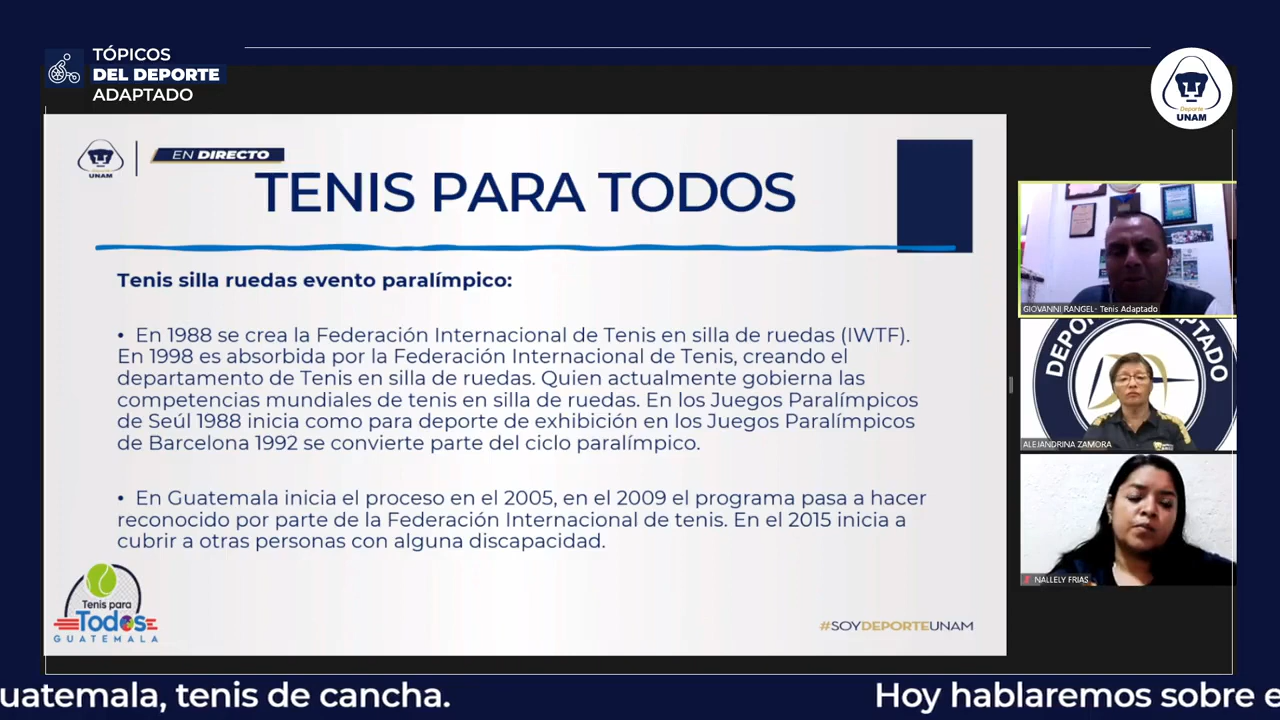 TÓPICOS
DEL DEPORTE
ADAPTADO
Deporte
UNAM
UNAM
EN DIRECTO
TENIS PARA TODOS
Tenis silla ruedas evento paralímpico:
• En 1988 se crea la Federación Internacional de Tenis en silla de ruedas (IWTF).
En 1998 es absorbida por la Federación Internacional de Tenis, creando el
departamento de Tenis en silla de ruedas. Quien actualmente gobierna las
competencias mundiales de tenis en silla de ruedas. En los Juegos Paralímpicos
de Seúl 1988 inicia como para deporte de exhibición en los Juegos Paralímpicos
de Barcelona 1992 se convierte parte del ciclo paralímpico.
• En Guatemala inicia el proceso en el 2005, en el 2009 el programa pasa a hacer
reconocido por parte de la Federación Internacional de tenis. En el 2015 inicia a
cubrir a otras personas con alguna discapacidad.
Tenis para
Todos
GUATEMALA
#SOYDEPORTEUNAM
GIOVANNI RANGEL- Tenis Adaptado
ALEJANDRINA ZAMORA
NALLELY FRIAS
uatemala, tenis de cancha.
Hoy hablaremos sobre e